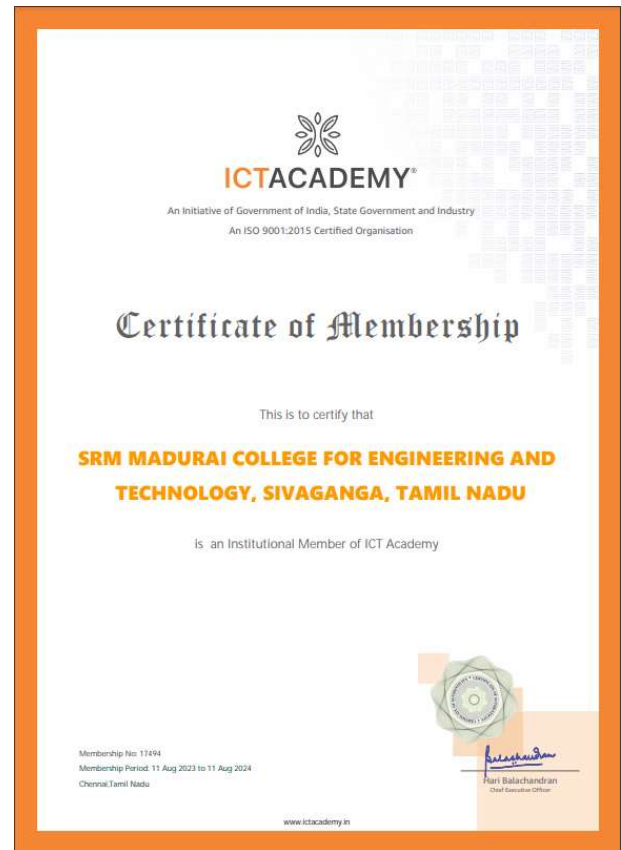 ICTACADEMY®
An Initiative of Government of India, State Government and Industry
An ISO 9001:2015 Certified Organisation
Certificate of Membership
This is to certify that
SRM MADURAI COLLEGE FOR ENGINEERING AND
TECHNOLOGY, SIVAGANGA, TAMIL NADU
is an Institutional Member of ICT Academy
Membership No: 17494
Membership Period: 11 Aug 2023 to 11 Aug 2024
Chennai,Tamil Nadu
Balachandran
Hari Balachandran
Chief Executive Officer
www.ictacademy.in